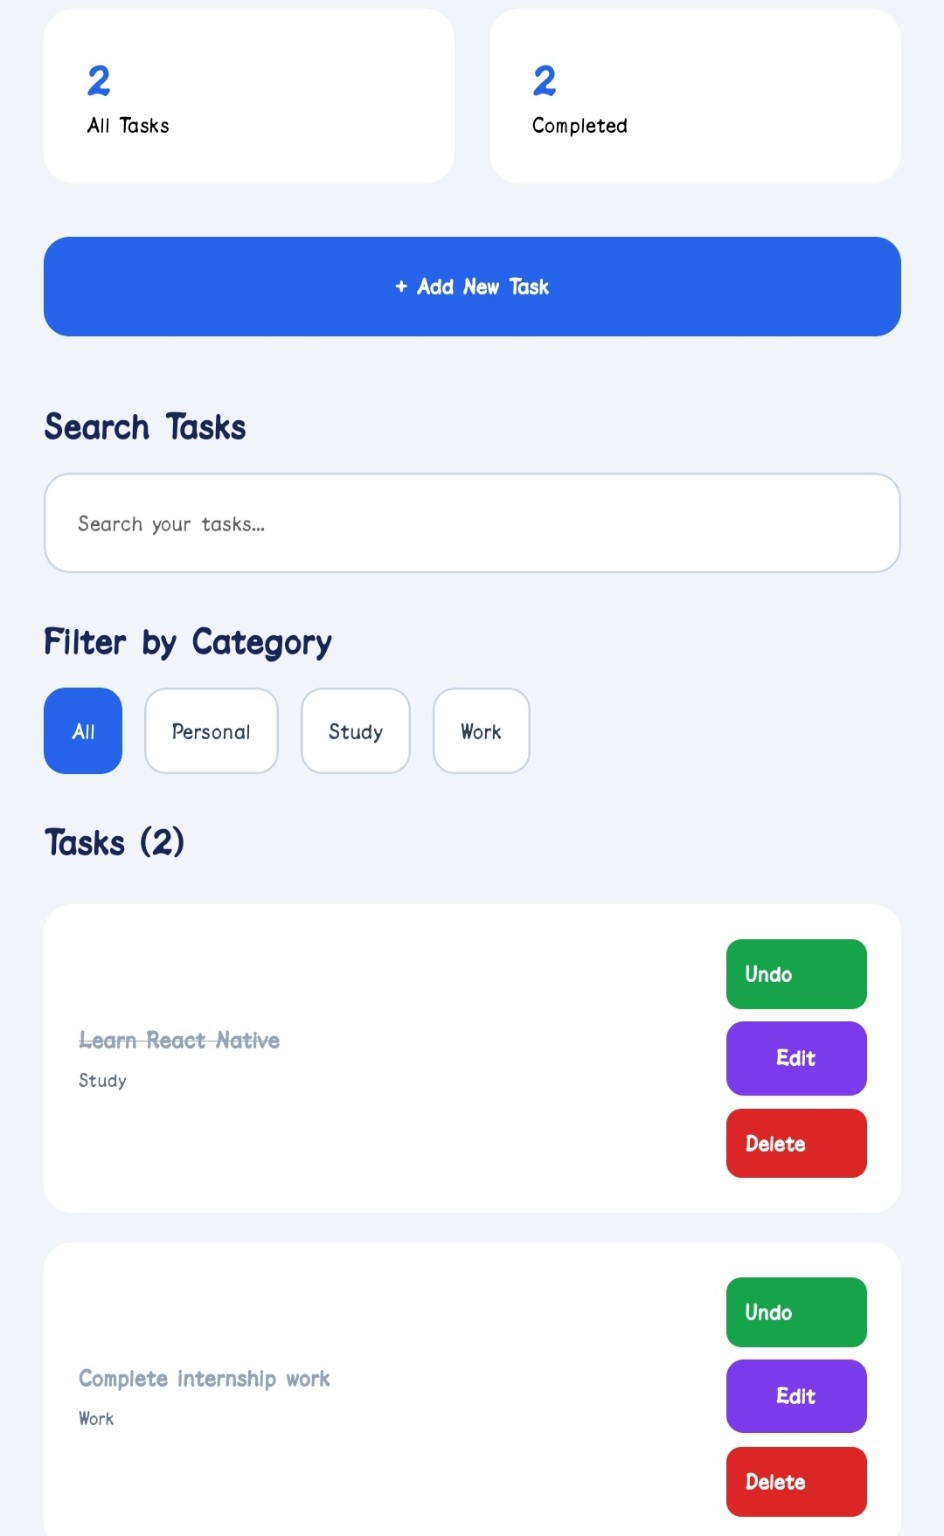 2
All Tasks
2
Completed
+ Add New Task
Search Tasks
Search your tasks...
Filter by Category
All
Personal
Study
Work
Tasks (2)
Learn React Native
Study
Undo
Edit
Delete
Complete internship work
Work
Undo
Edit
Delete